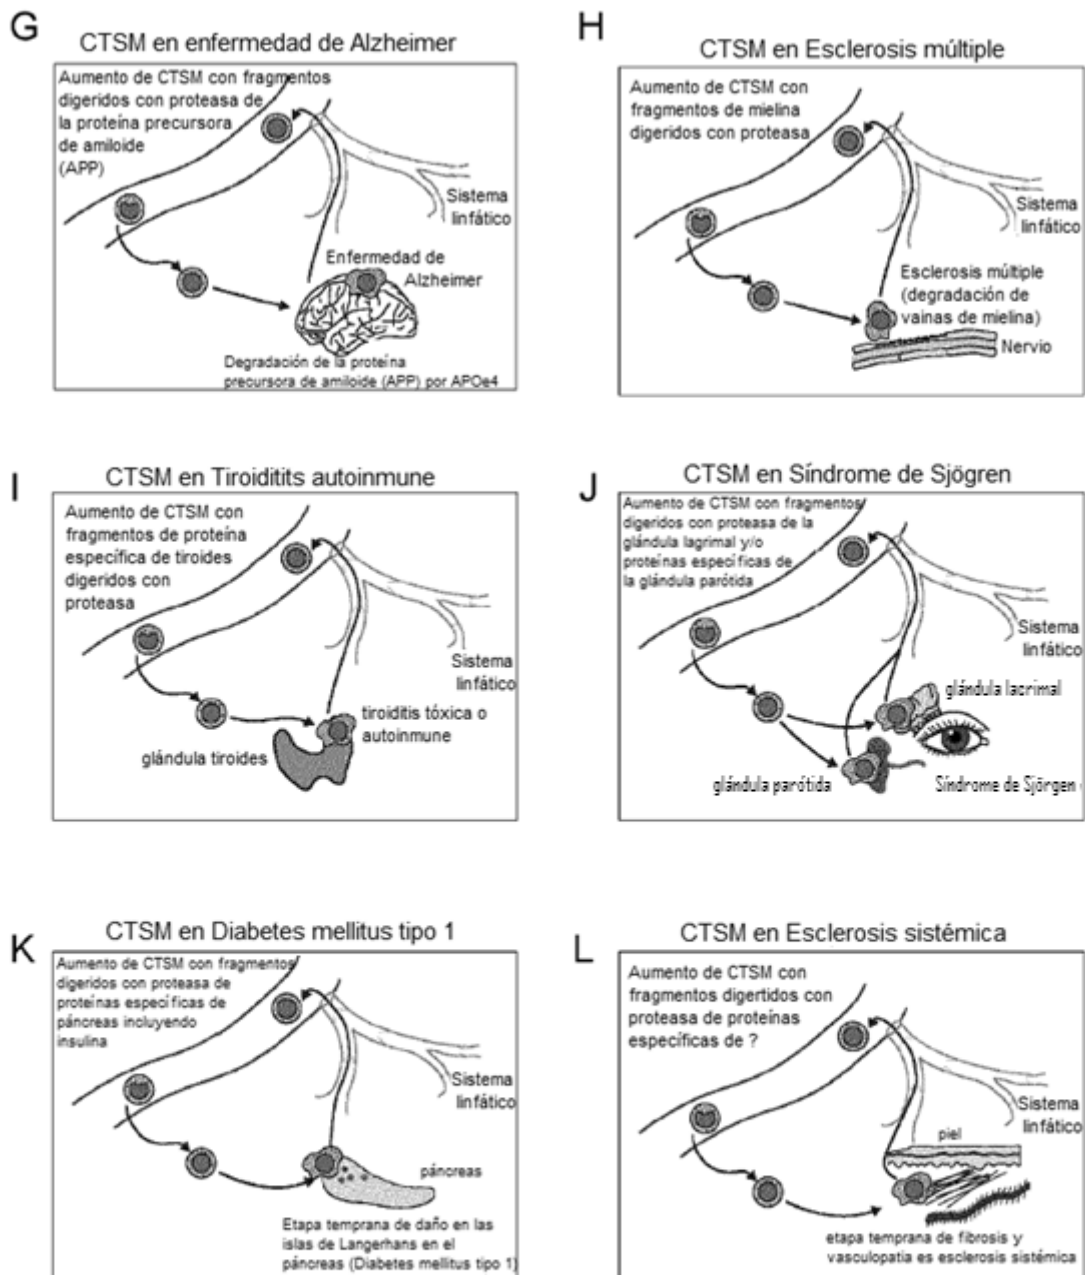 G
CTSM en enfermedad de Alzheimer
Aumento de CTSM con fragmentos
digeridos con proteasa de
la proteína precursora
de amiloide
(APP)
Sistema
linfático
Enfermedad de
Alzheimer
Degradación de la proteína
precursora de amiloide (APP) por APOe4
H
CTSM en Esclerosis múltiple
Aumento de CTSM con
fragmentos de mielina
digeridos con proteasa
Sistema
linfático
Esclerosis múltiple
(degradación de
vainas de mielina)
Nervio
I
CTSM en Tiroiditits autoinmune
Aumento de CTSM con
fragmentos de proteína
específica de tiroides
digeridos con
proteasa
Sistema
linfático
tiroiditis tóxica o
autoinmune
glándula tiroides
J
CTSM en Síndrome de Sjögren
Aumento de CTSM con fragmentos
digeridos con proteasa de la
glándula lagrimal y/o
proteínas específicas de
la glándula parótida
Sistema
linfático
glándula lacrimal
glándula parótida
Síndrome de Sjörgen
K
CTSM en Diabetes mellitus tipo 1
Aumento de CTSM con fragmentos
digeridos con proteasa de
proteínas específicas de
páncreas incluyendo
insulina
Sistema
linfático
páncreas
Etapa temprana de daño en las
islas de Langerhans en el
páncreas (Diabetes mellitus tipo 1)
L
CTSM en Esclerosis sistémica
Aumento de CTSM con
fragmentos digertidos con
proteasa de proteínas
específicas de ?
Sistema
linfático
piel
etapa temprana de fibrosis y
vasculopatia es esclerosis sistémica